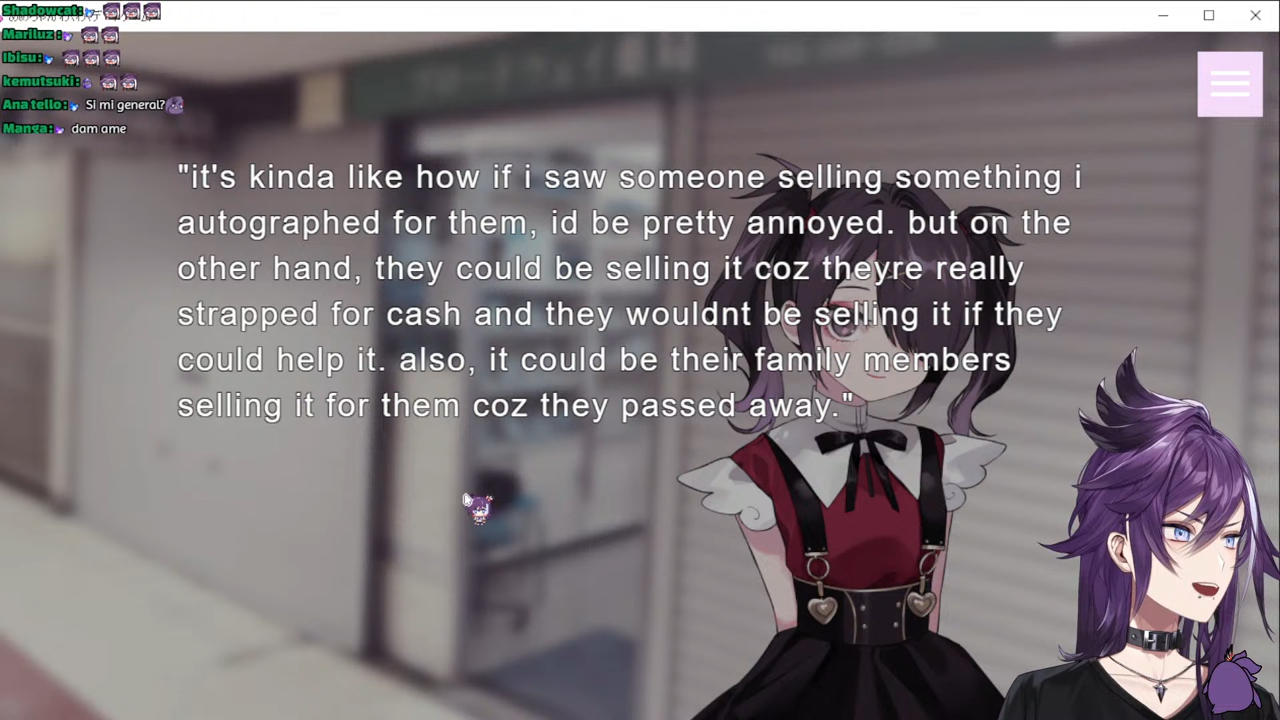 Shadowcat:
Mariluz :
Ibisu:
kemutsuki:
Ana tello: Si mi general?
Manga: dam ame
"it's kinda like how if i saw someone selling something i
autographed for them, id be pretty annoyed. but on the
other hand, they could be selling it coz theyre really
strapped for cash and they wouldnt be selling it if they
could help it. also, it could be their family members
selling it for them coz they passed away."